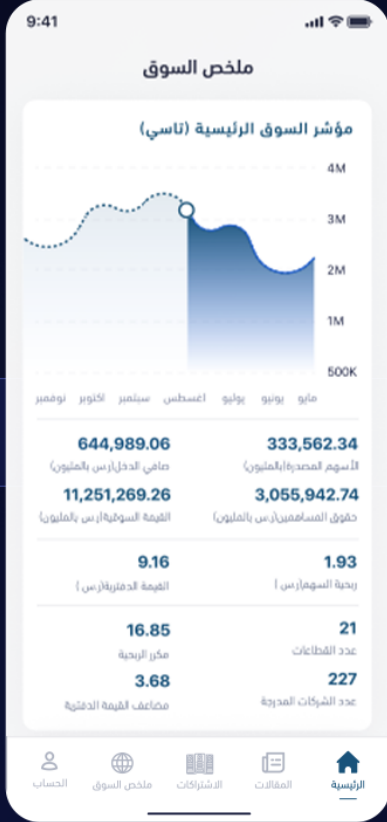 9:41
ملخص السوق
مؤشر السوق الرئيسية (تاسي)
4M
3M
2M
1M
500K
مايو يونيو يوليو اغسطس سبتمبر اكتوبر نوفمبر
333,562.34 644,989.06
الأسهم المصدرة(بالمليون) صافي الدخل(ر.س بالمليون)
3,055,942.74 11,251,269.26
حقوق المساهمين(ر.س بالمليون) القيمة السوقية(ر.س بالمليون)
1.93 9.16
ربحية السهم(ر.س ) القيمة الدفترية(ر.س )
21 16.85
عدد القطاعات مكرر الربحية
227 3.68
عدد الشركات المدرجة مضاعف القيمة الدفترية
الرئيسية المقالات الاشتراكات ملخص السوق الحساب